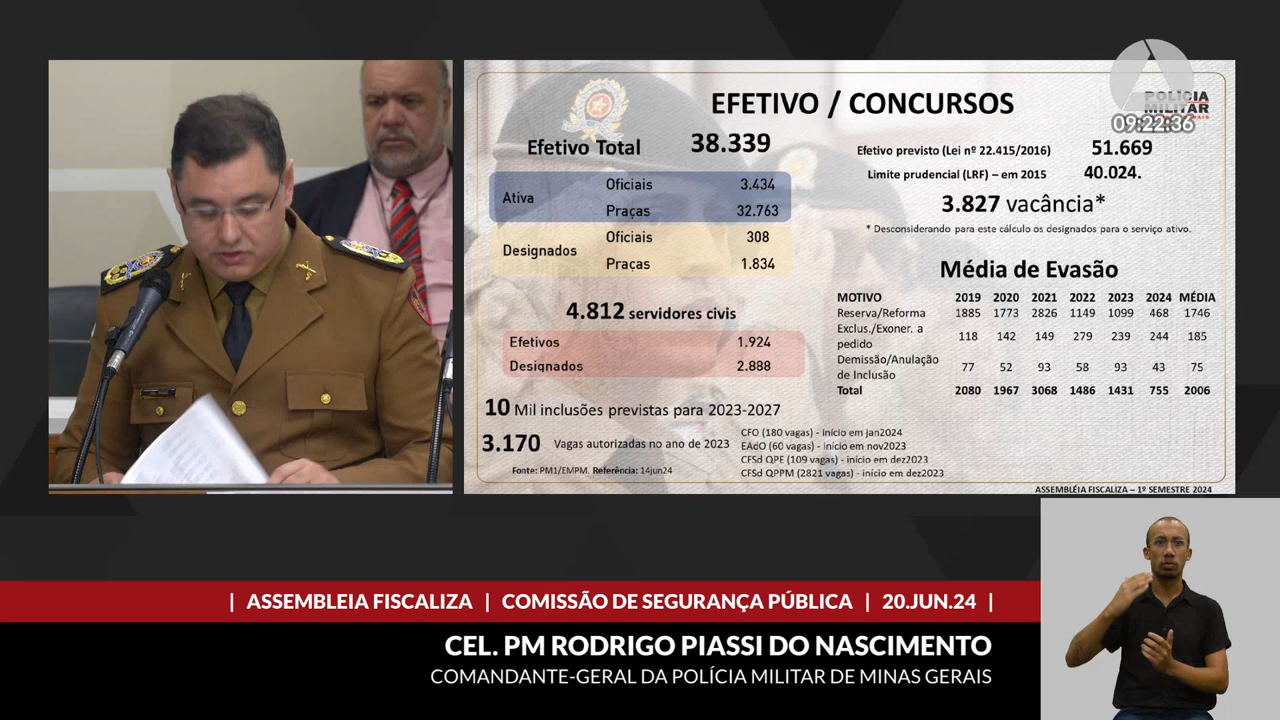 EFETIVO / CONCURSOS
POLÍCIA
MILITAR
09:22:36
Efetivo Total 38.339
Ativa
Oficiais 3.434
Praças 32.763
Designados
Oficiais 308
Praças 1.834
4.812 servidores civis
Efetivos 1.924
Designados 2.888
10 Mil inclusões previstas para 2023-2027
3.170 Vagas autorizadas no ano de 2023
CFO (180 vagas) - Início em jan2024
EAdO (60 vagas) - início em nov2023
CFSd QPE (109 vagas) - início em dez2023
CFSd QPPM (2821 vagas) - início em dez2023
Fonte: PM1/EMPM. Referência: 14jun24
Efetivo previsto (Lei nº 22.415/2016) 51.669
Limite prudencial (LRF) – em 2015 40.024.
3.827 vacância*
* Desconsiderando para este cálculo os designados para o serviço ativo.
Média de Evasão
MOTIVO 2019 2020 2021 2022 2023 2024 MÉDIA
Reserva/Reforma 1885 1773 2826 1149 1099 468 1746
Exclus./Exoner. a
pedido 118 142 149 279 239 244 185
Demissão/Anulação
de Inclusão 77 52 93 58 93 43 75
Total 2080 1967 3068 1486 1431 755 2006
ASSEMBLÉIA FISCALIZA – 1º SEMESTRE 2024
| ASSEMBLEIA FISCALIZA | COMISSÃO DE SEGURANÇA PÚBLICA | 20.JUN.24 |
CEL. PM RODRIGO PIASSI DO NASCIMENTO
COMANDANTE-GERAL DA POLÍCIA MILITAR DE MINAS GERAIS